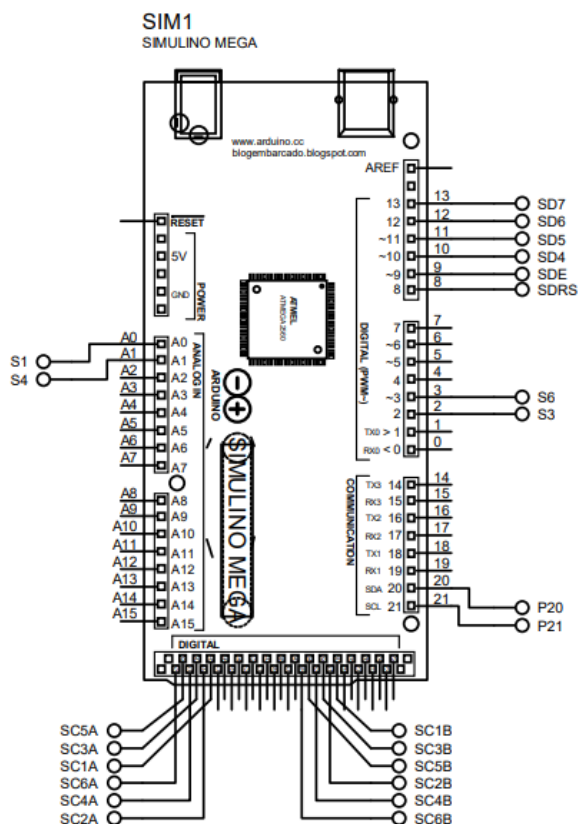 SIM1
SIMULINO MEGA
www.arduino.cc
blogembarcado.blogspot.com
AREF
RESET
5V
GND
POWER
13 13 SD7
12 12 SD6
~11 11 SD5
~10 10 SD4
~9 9 SDE
8 8 SDRS
ATMEL
ATMEGA2560
ARDUINO
SIMULINO MEGA
ANALOG IN
S1 A0 A0
S4 A1 A1
A2 A2
A3 A3
A4 A4
A5 A5
A6 A6
A7 A7
A8 A8
A9 A9
A10 A10
A11 A11
A12 A12
A13 A13
A14 A14
A15 A15
DIGITAL (PWM~)
7 7
~6 6
~5 5
4 4
~3 3 S6
2 2 S3
TX0 > 1 1
RX0 < 0 0
COMMUNICATION
TX3 14 14
RX3 15 15
TX2 16 16
RX2 17 17
TX1 18 18
RX1 19 19
SDA 20 20 P20
SCL 21 21 P21
DIGITAL
SC5A
SC3A
SC1A
SC6A
SC4A
SC2A
SC1B
SC3B
SC5B
SC2B
SC4B
SC6B